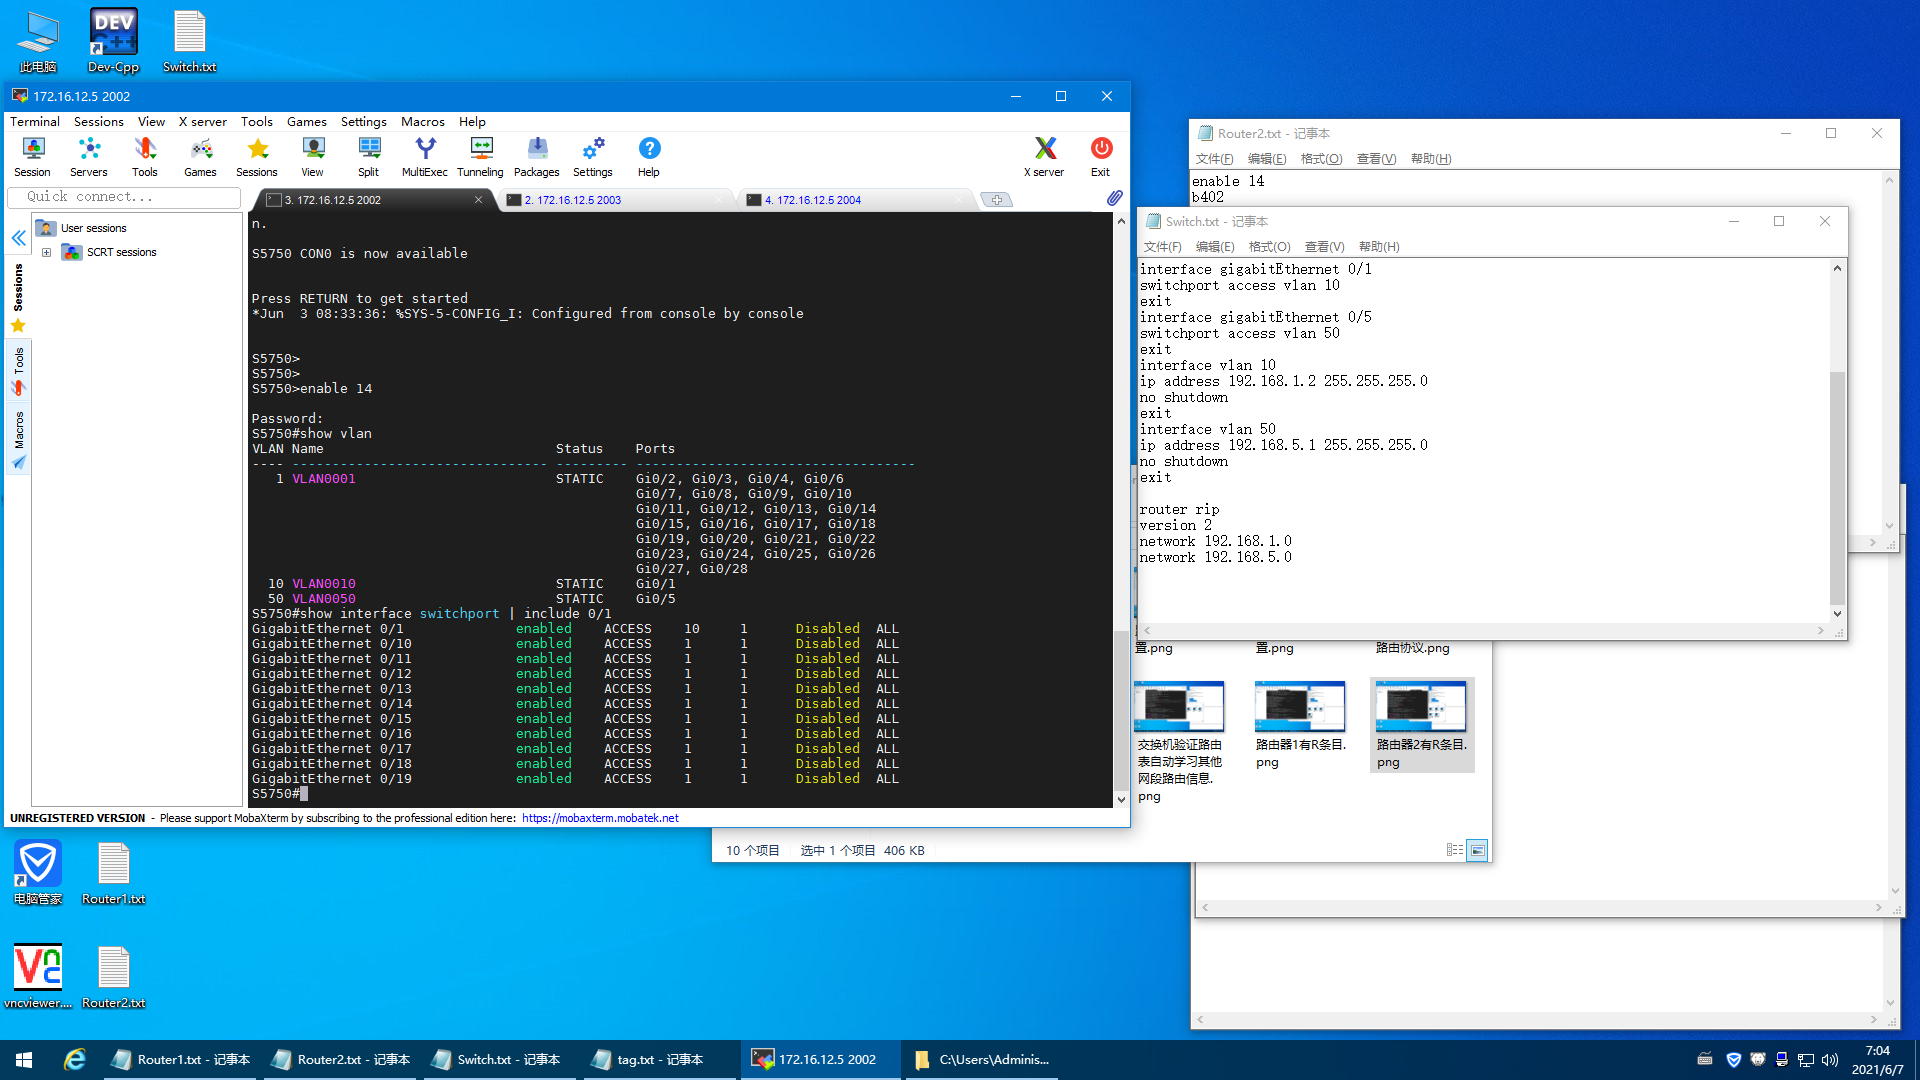 此电脑
Dev-Cpp
Switch.txt
172.16.12.5 2002
Terminal Sessions View X server Tools Games Settings Macros Help
Session Servers Tools Games Sessions View Split MultiExec Tunneling Packages Settings Help X server Exit
Quick connect...
3. 172.16.12.5 2002
2. 172.16.12.5 2003
4. 172.16.12.5 2004
User sessions
SCRT sessions
Sessions
Tools
Macros
n.
S5750 CON0 is now available
Press RETURN to get started
*Jun  3 08:33:36: %SYS-5-CONFIG_I: Configured from console by console
S5750>
S5750>
S5750>enable 14
Password:
S5750#show vlan
VLAN Name Status Ports
---- -------------------------------- --------- -----------------------------------
1 VLAN0001 STATIC Gi0/2, Gi0/3, Gi0/4, Gi0/6
Gi0/7, Gi0/8, Gi0/9, Gi0/10
Gi0/11, Gi0/12, Gi0/13, Gi0/14
Gi0/15, Gi0/16, Gi0/17, Gi0/18
Gi0/19, Gi0/20, Gi0/21, Gi0/22
Gi0/23, Gi0/24, Gi0/25, Gi0/26
Gi0/27, Gi0/28
10 VLAN0010 STATIC Gi0/1
50 VLAN0050 STATIC Gi0/5
S5750#show interface switchport | include 0/1
GigabitEthernet 0/1 enabled ACCESS 10 1 Disabled ALL
GigabitEthernet 0/10 enabled ACCESS 1 1 Disabled ALL
GigabitEthernet 0/11 enabled ACCESS 1 1 Disabled ALL
GigabitEthernet 0/12 enabled ACCESS 1 1 Disabled ALL
GigabitEthernet 0/13 enabled ACCESS 1 1 Disabled ALL
GigabitEthernet 0/14 enabled ACCESS 1 1 Disabled ALL
GigabitEthernet 0/15 enabled ACCESS 1 1 Disabled ALL
GigabitEthernet 0/16 enabled ACCESS 1 1 Disabled ALL
GigabitEthernet 0/17 enabled ACCESS 1 1 Disabled ALL
GigabitEthernet 0/18 enabled ACCESS 1 1 Disabled ALL
GigabitEthernet 0/19 enabled ACCESS 1 1 Disabled ALL
S5750#
UNREGISTERED VERSION - Please support MobaXterm by subscribing to the professional edition here: https://mobaxterm.mobatek.net
Router2.txt - 记事本
文件(F) 编辑(E) 格式(O) 查看(V) 帮助(H)
enable 14
b402
Switch.txt - 记事本
文件(F) 编辑(E) 格式(O) 查看(V) 帮助(H)
interface gigabitEthernet 0/1
switchport access vlan 10
exit
interface gigabitEthernet 0/5
switchport access vlan 50
exit
interface vlan 10
ip address 192.168.1.2 255.255.255.0
no shutdown
exit
interface vlan 50
ip address 192.168.5.1 255.255.255.0
no shutdown
exit
router rip
version 2
network 192.168.1.0
network 192.168.5.0
置.png
置.png
路由协议.png
交换机验证路由
表自动学习其他
网段路由信息.
png
路由器1有R条目.
png
路由器2有R条目.
png
10 个项目 选中 1 个项目 406 KB
电脑管家
Router1.txt
vncviewer....
Router2.txt
Router1.txt - 记事本
Router2.txt - 记事本
Switch.txt - 记事本
tag.txt - 记事本
172.16.12.5 2002
C:\Users\Adminis...
7:04
2021/6/7